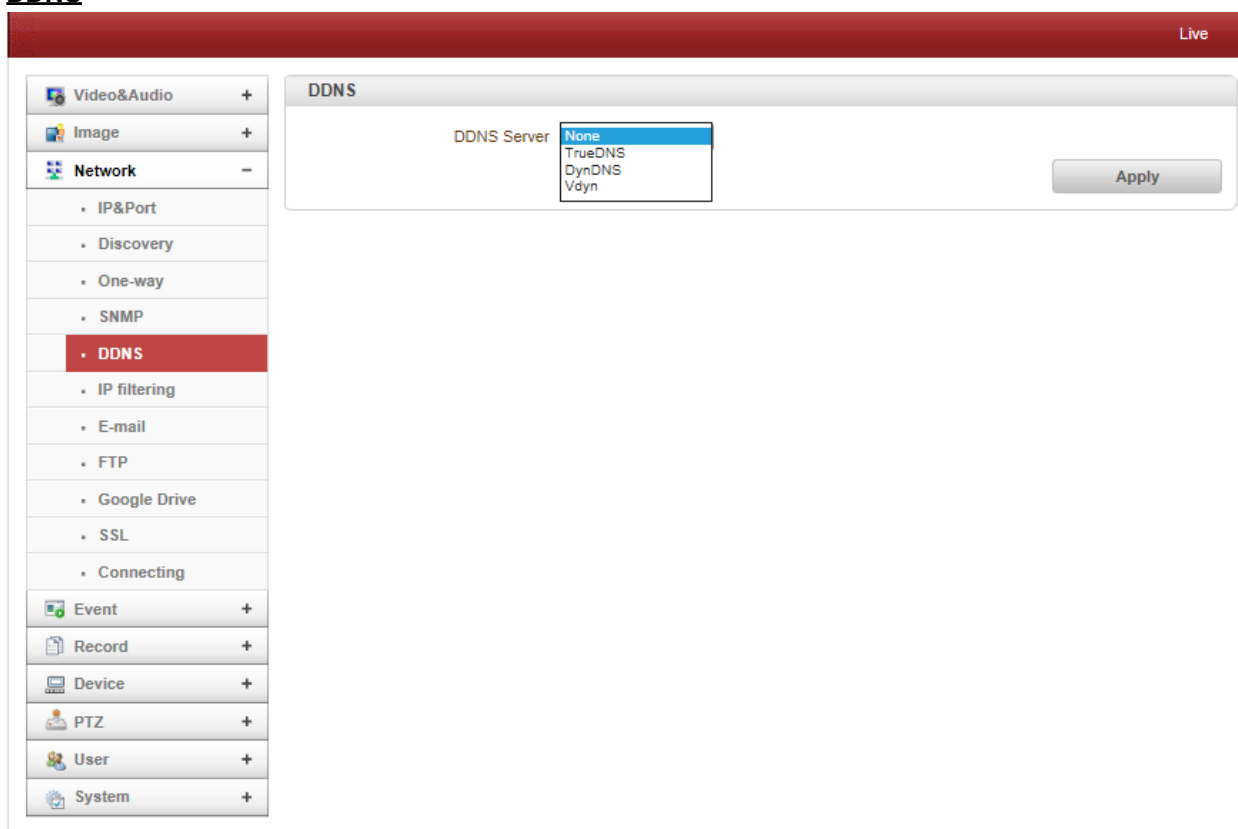 DDNS
Live
Video&Audio +
Image +
Network -
IP&Port
Discovery
One-way
SNMP
DDNS
IP filtering
E-mail
FTP
Google Drive
SSL
Connecting
Event +
Record +
Device +
PTZ +
User +
System +
DDNS
DDNS Server None
TrueDNS
DynDNS
Vdyn
Apply